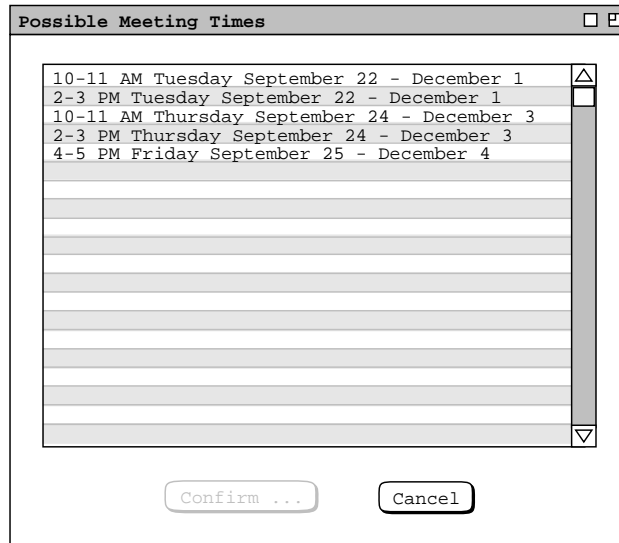 Possible Meeting Times
10-11 AM Tuesday September 22 - December 1
2-3 PM Tuesday September 22 - December 1
10-11 AM Thursday September 24 - December 3
2-3 PM Thursday September 24 - December 3
4-5 PM Friday September 25 - December 4
Confirm ...
Cancel